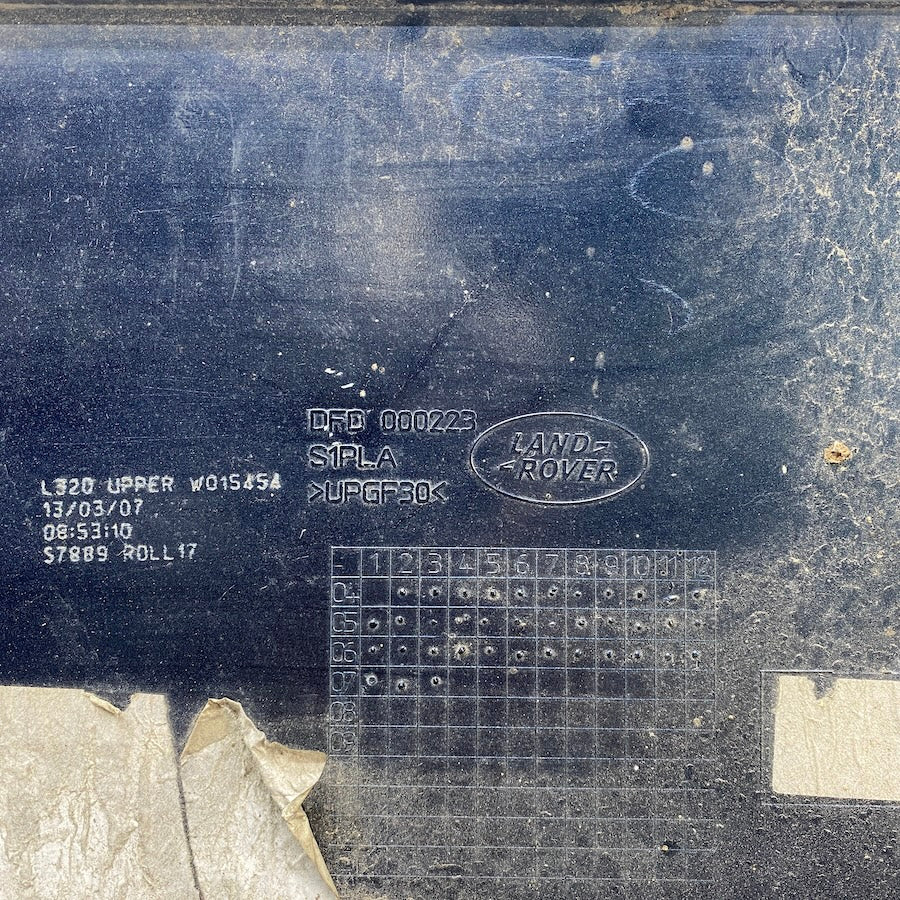 DFD 000223
S1PLA
>UPGF30<
LAND-
-ROVER
L320 UPPER W015454
13/03/07
08:53:10
S7889 ROLL17
- 1 2 3 4 5 6 7 8 9 10 11 12
04
05
06
07
08
09